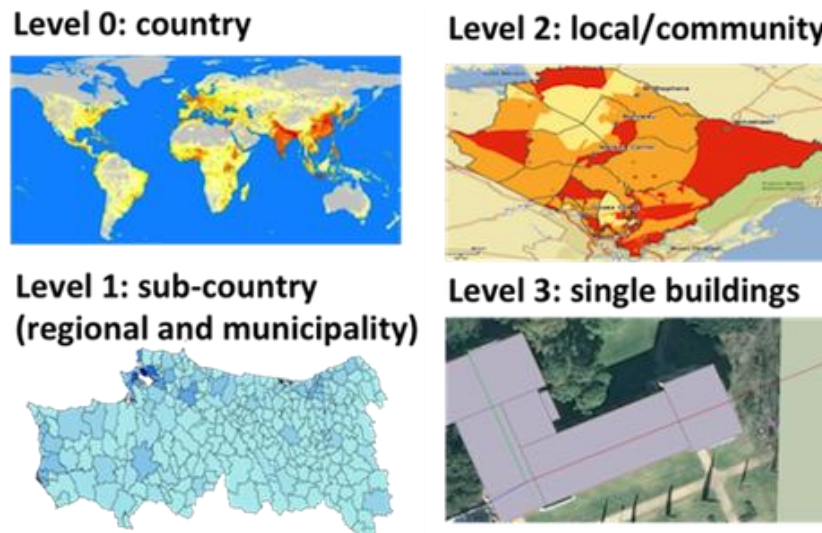 Level 0: country
Level 2: local/community
Level 1: sub-country
(regional and municipality)
Level 3: single buildings